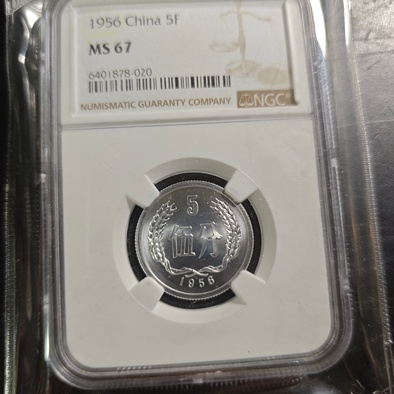 1956 China 5F
MS 67
6401878-020
NUMISMATIC GUARANTY COMPANY
NGC
5
伍分
1956